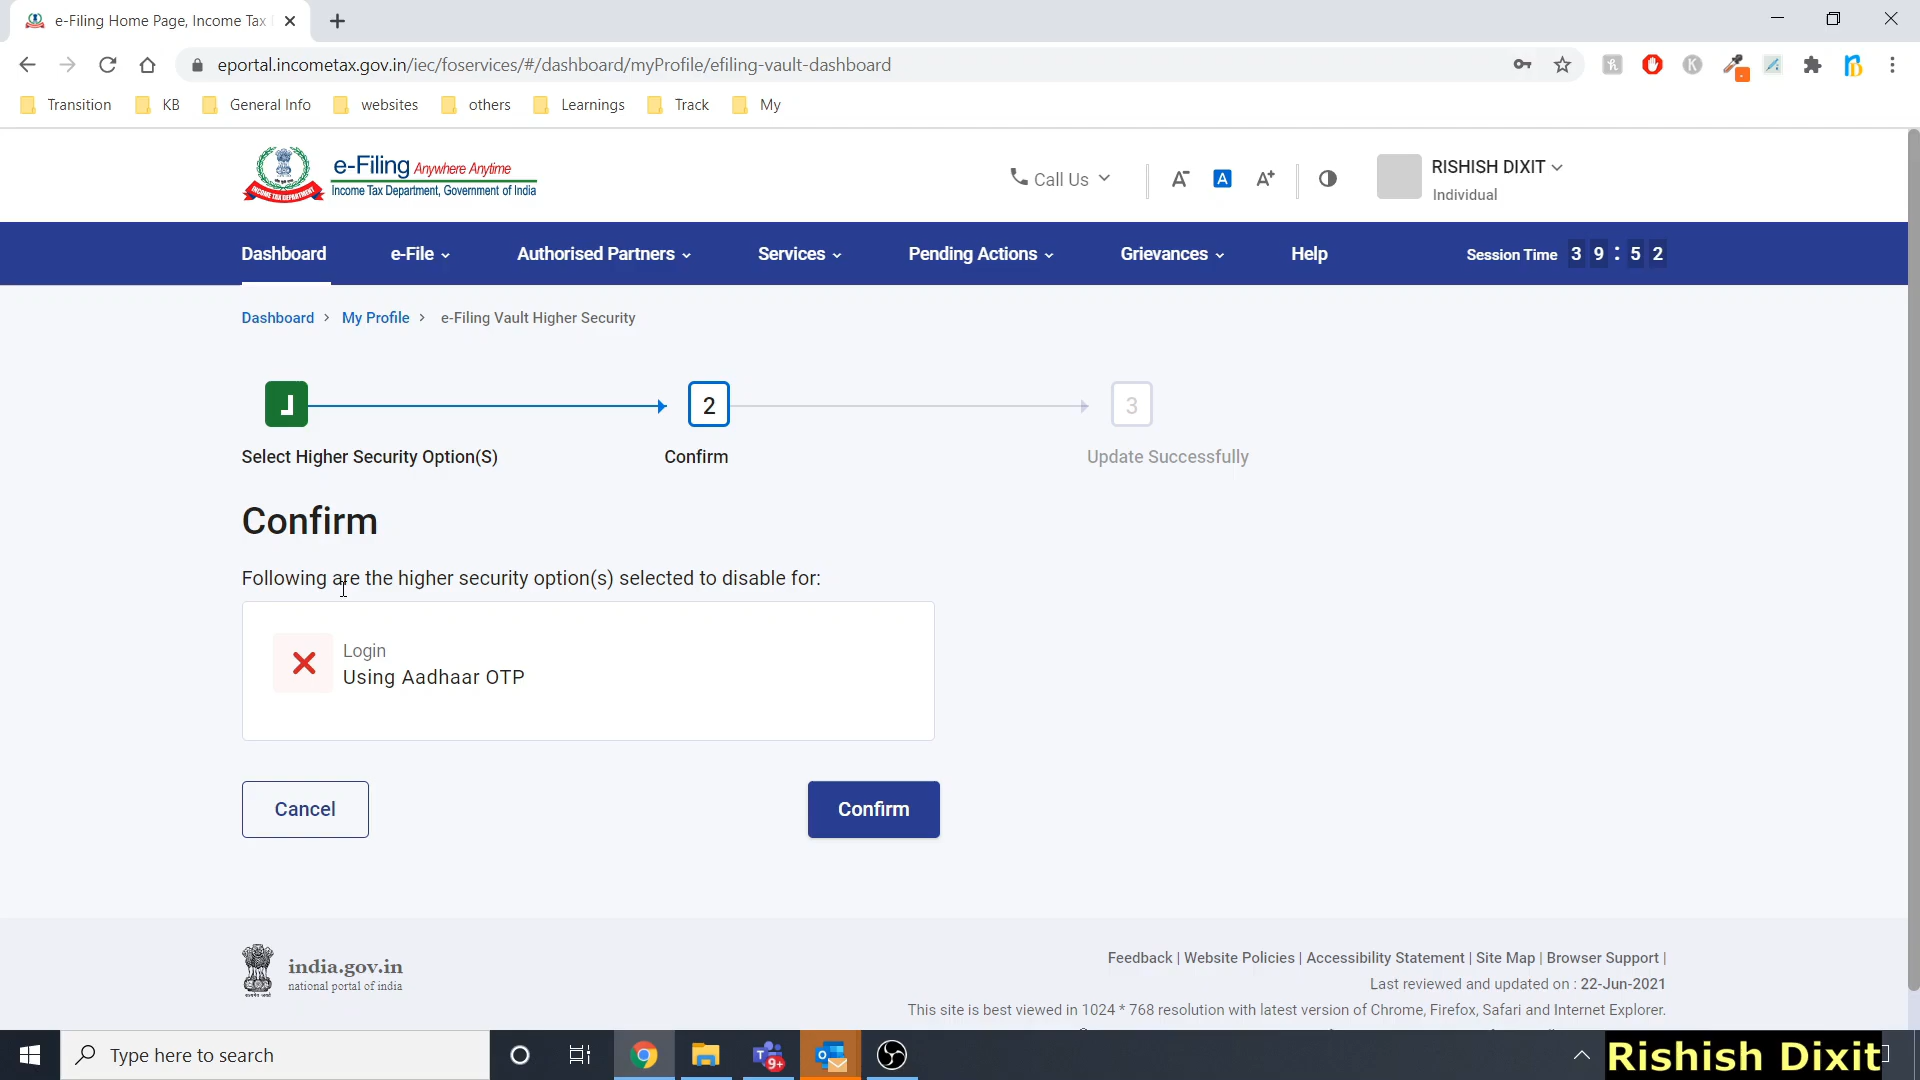 e-Filing Home Page, Income Tax
eportal.incometax.gov.in/iec/foservices/#/dashboard/myProfile/efiling-vault-dashboard
Transition KB General Info websites others Learnings Track My
e-Filing Anywhere Anytime
Income Tax Department, Government of India
INCOME TAX DEPARTMENT
Call Us A- A A+
RISHISH DIXIT
Individual
Dashboard e-File Authorised Partners Services Pending Actions Grievances Help Session Time 3 9 : 5 2
Dashboard > My Profile > e-Filing Vault Higher Security
2 3
Select Higher Security Option(S) Confirm Update Successfully
Confirm
Following are the higher security option(s) selected to disable for:
Login
Using Aadhaar OTP
Cancel Confirm
india.gov.in
national portal of india
Feedback | Website Policies | Accessibility Statement | Site Map | Browser Support |
Last reviewed and updated on : 22-Jun-2021
This site is best viewed in 1024 * 768 resolution with latest version of Chrome, Firefox, Safari and Internet Explorer.
Type here to search
9+
Rishish Dixit